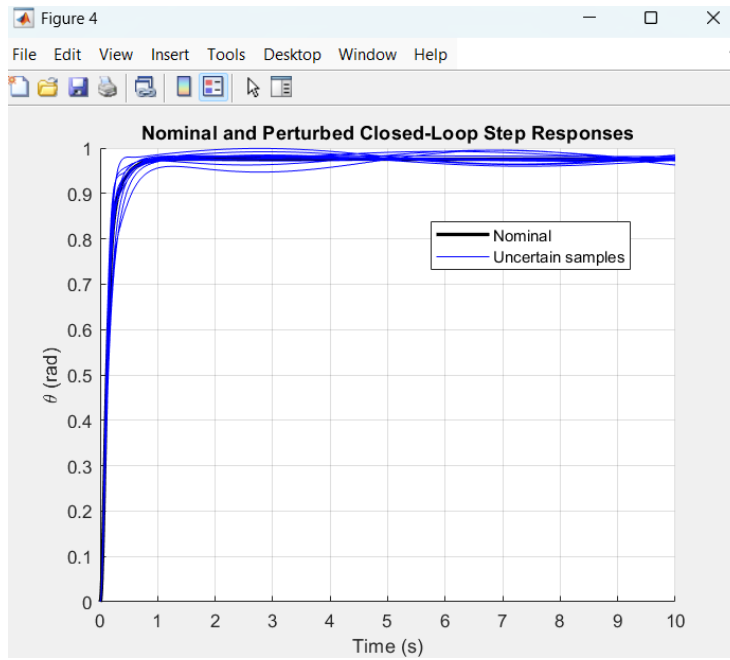 Figure 4
File Edit View Insert Tools Desktop Window Help
Nominal and Perturbed Closed-Loop Step Responses
1
0.9
0.8
0.7
0.6
0.5
0.4
0.3
0.2
0.1
0
θ (rad)
Nominal
Uncertain samples
0 1 2 3 4 5 6 7 8 9 10
Time (s)